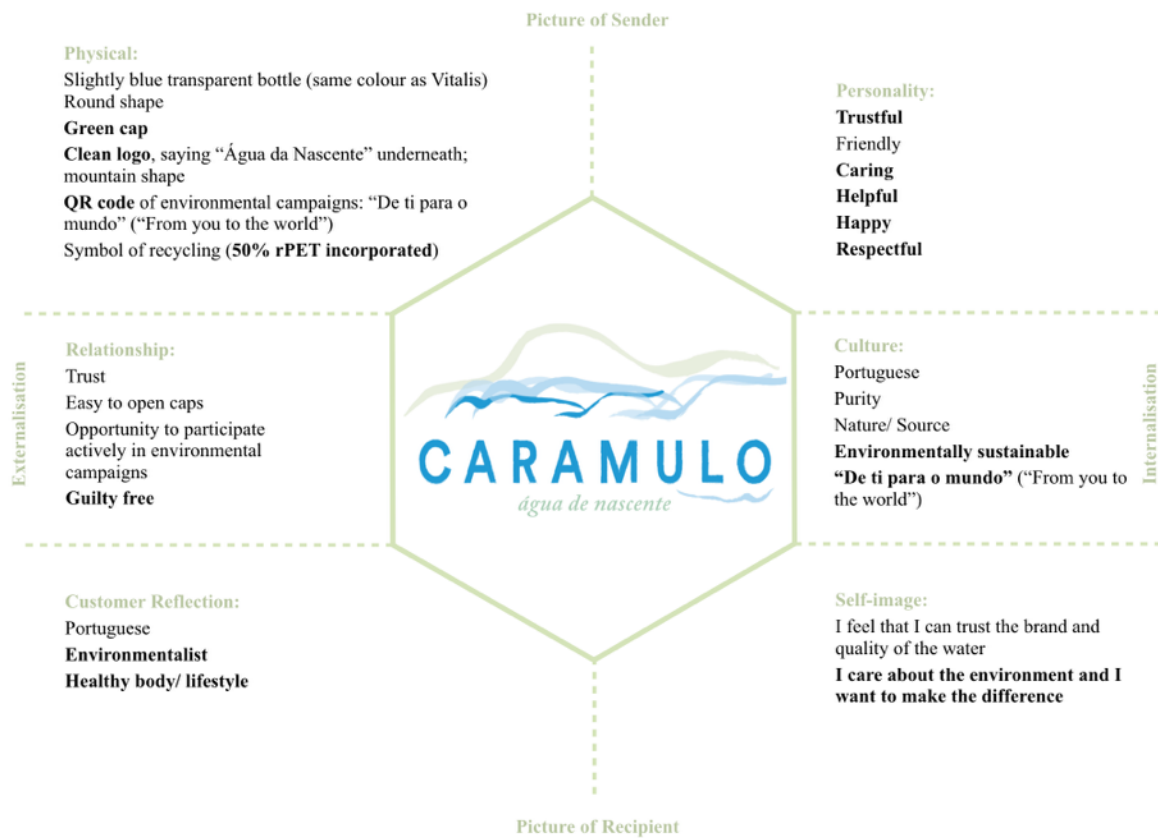 Picture of Sender
Physical:
Slightly blue transparent bottle (same colour as Vitalis)
Round shape
Green cap
Clean logo, saying “Água da Nascente” underneath;
mountain shape
QR code of environmental campaigns: “De ti para o
mundo” (“From you to the world”)
Symbol of recycling (50% rPET incorporated)
Personality:
Trustful
Friendly
Caring
Helpful
Happy
Respectful
Externalisation
Relationship:
Trust
Easy to open caps
Opportunity to participate
actively in environmental
campaigns
Guilty free
CARAMULO
água de nascente
Culture:
Portuguese
Purity
Nature/ Source
Environmentally sustainable
“De ti para o mundo” (“From you to
the world”)
Internalisation
Customer Reflection:
Portuguese
Environmentalist
Healthy body/ lifestyle
Self-image:
I feel that I can trust the brand and
quality of the water
I care about the environment and I
want to make the difference
Picture of Recipient